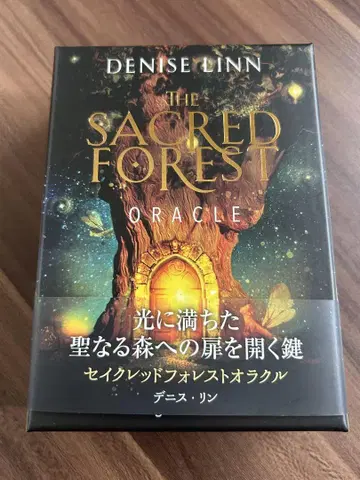 DENISE LINN
THE
SACRED
FOREST
ORACLE
光に満ちた
聖なる森への扉を開く鍵
セイクレッドフォレストオラクル
デニス・リン